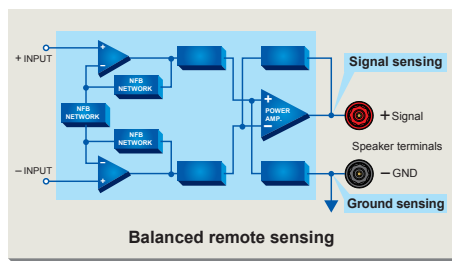 + INPUT
+
−
NFB
NETWORK
NFB
NETWORK
NFB
NETWORK
−
+
− INPUT
+
−
POWER
AMP.
Signal sensing
+ Signal
Speaker terminals
− GND
Ground sensing
Balanced remote sensing